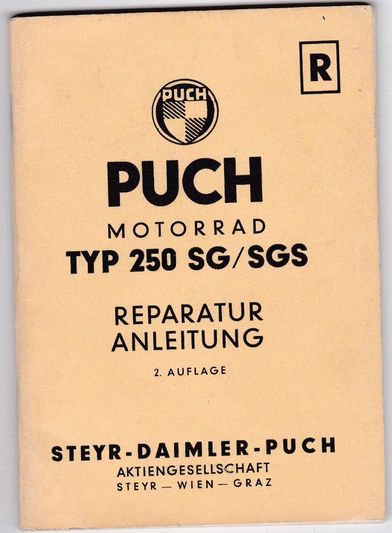 R
PUCH
PUCH
MOTORRAD
TYP 250 SG/SGS
REPARATUR
ANLEITUNG
2. AUFLAGE
STEYR-DAIMLER-PUCH
AKTIENGESELLSCHAFT
STEYR — WIEN — GRAZ